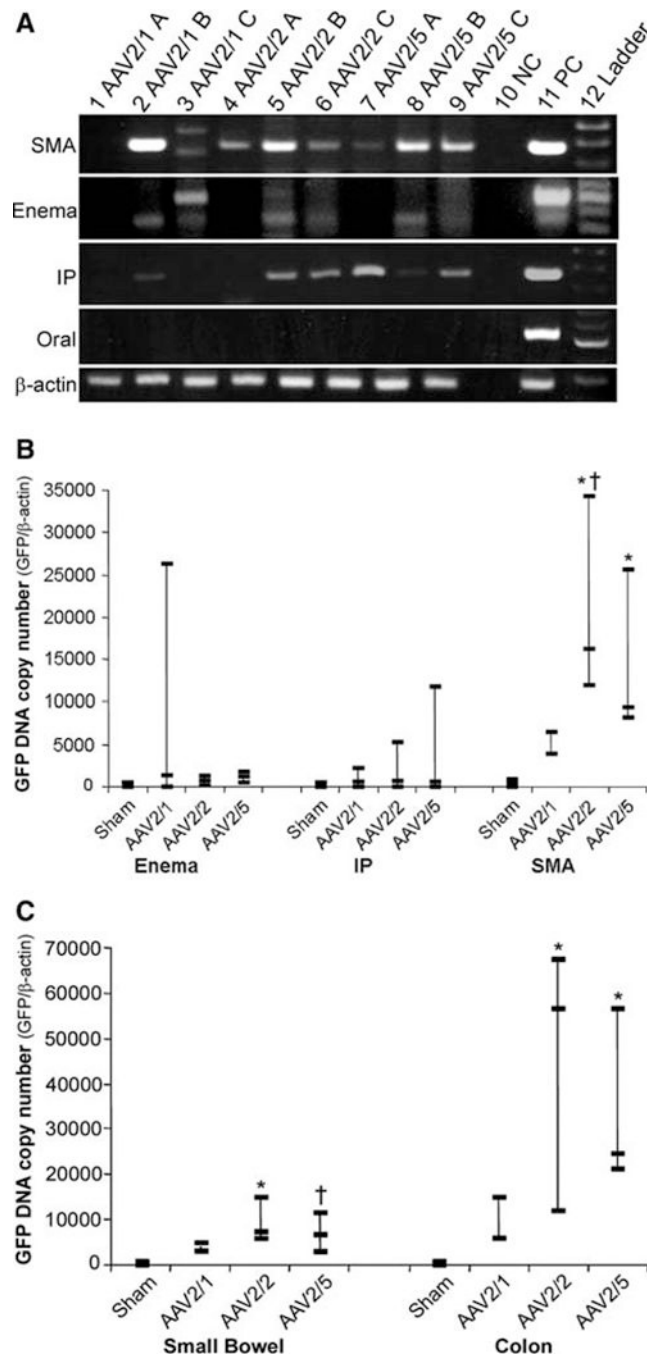 A
1 AAV2/1 A
2 AAV2/1 B
3 AAV2/1 C
4 AAV2/2 A
5 AAV2/2 B
6 AAV2/2 C
7 AAV2/5 A
8 AAV2/5 B
9 AAV2/5 C
10 NC
11 PC
12 Ladder
SMA
Enema
IP
Oral
β-actin
B
GFP DNA copy number (GFP/β-actin)
35000
30000
25000
20000
15000
10000
5000
0
* †
*
Sham AAV2/1 AAV2/2 AAV2/5 Sham AAV2/1 AAV2/2 AAV2/5 Sham AAV2/1 AAV2/2 AAV2/5
Enema IP SMA
C
GFP DNA copy number (GFP/β-actin)
70000
60000
50000
40000
30000
20000
10000
0
* † * *
Sham AAV2/1 AAV2/2 AAV2/5 Sham AAV2/1 AAV2/2 AAV2/5
Small Bowel Colon